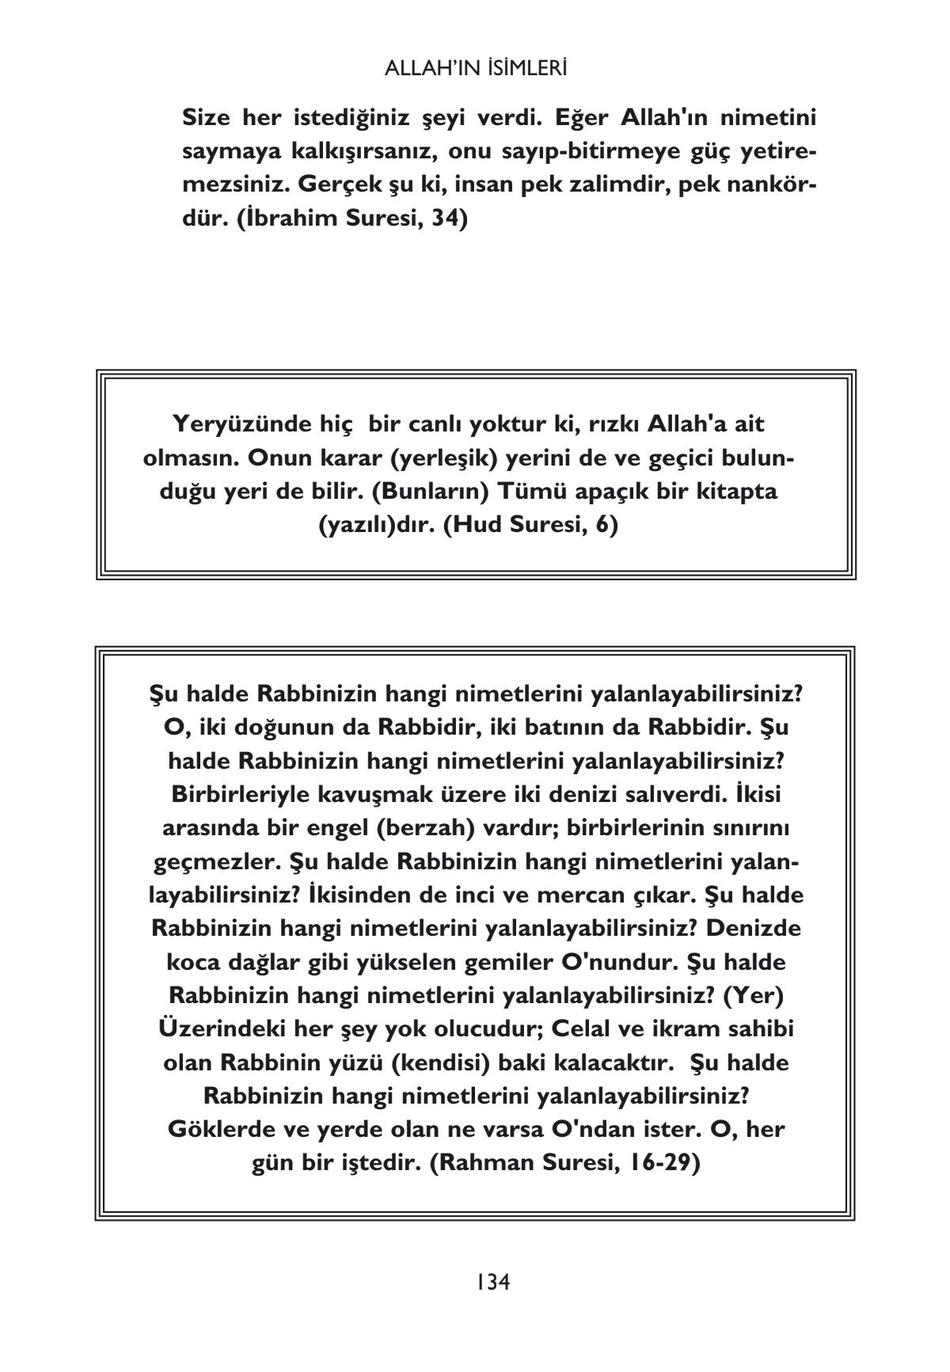 ALLAH’IN İSİMLERİ
Size her istediğiniz şeyi verdi. Eğer Allah'ın nimetini
saymaya kalkışırsanız, onu sayıp-bitirmeye güç yetire-
mezsiniz. Gerçek şu ki, insan pek zalimdir, pek nankör-
dür. (İbrahim Suresi, 34)
Yeryüzünde hiç bir canlı yoktur ki, rızkı Allah'a ait
olmasın. Onun karar (yerleşik) yerini de ve geçici bulun-
duğu yeri de bilir. (Bunların) Tümü apaçık bir kitapta
(yazılı)dır. (Hud Suresi, 6)
Şu halde Rabbinizin hangi nimetlerini yalanlayabilirsiniz?
O, iki doğunun da Rabbidir, iki batının da Rabbidir. Şu
halde Rabbinizin hangi nimetlerini yalanlayabilirsiniz?
Birbirleriyle kavuşmak üzere iki denizi salıverdi. İkisi
arasında bir engel (berzah) vardır; birbirlerinin sınırını
geçmezler. Şu halde Rabbinizin hangi nimetlerini yalan-
layabilirsiniz? İkisinden de inci ve mercan çıkar. Şu halde
Rabbinizin hangi nimetlerini yalanlayabilirsiniz? Denizde
koca dağlar gibi yükselen gemiler O'nundur. Şu halde
Rabbinizin hangi nimetlerini yalanlayabilirsiniz? (Yer)
Üzerindeki her şey yok olucudur; Celal ve ikram sahibi
olan Rabbinin yüzü (kendisi) baki kalacaktır. Şu halde
Rabbinizin hangi nimetlerini yalanlayabilirsiniz?
Göklerde ve yerde olan ne varsa O'ndan ister. O, her
gün bir iştedir. (Rahman Suresi, 16-29)
134